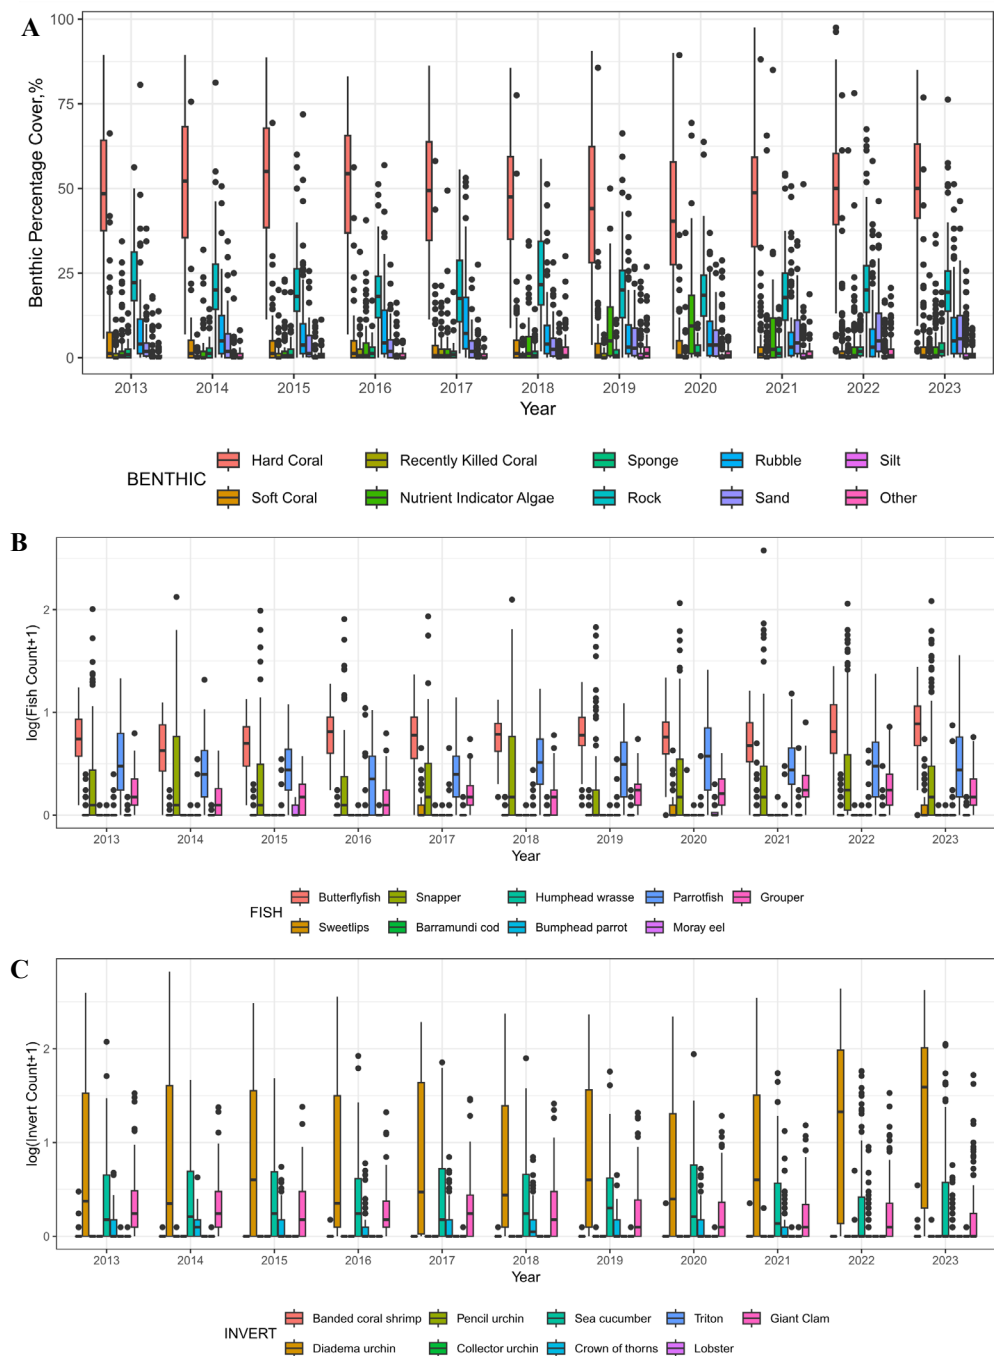 A
Benthic Percentage Cover,%
100
75
50
25
0
2013 2014 2015 2016 2017 2018 2019 2020 2021 2022 2023
Year
BENTHIC
Hard Coral Recently Killed Coral Sponge Rubble Silt
Soft Coral Nutrient Indicator Algae Rock Sand Other
B
log(Fish Count+1)
2
1
0
2013 2014 2015 2016 2017 2018 2019 2020 2021 2022 2023
Year
FISH
Butterflyfish Snapper Humphead wrasse Parrotfish Grouper
Sweetlips Barramundi cod Bumphead parrot Moray eel
C
log(Invert Count+1)
2
1
0
2013 2014 2015 2016 2017 2018 2019 2020 2021 2022 2023
Year
INVERT
Banded coral shrimp Pencil urchin Sea cucumber Triton Giant Clam
Diadema urchin Collector urchin Crown of thorns Lobster